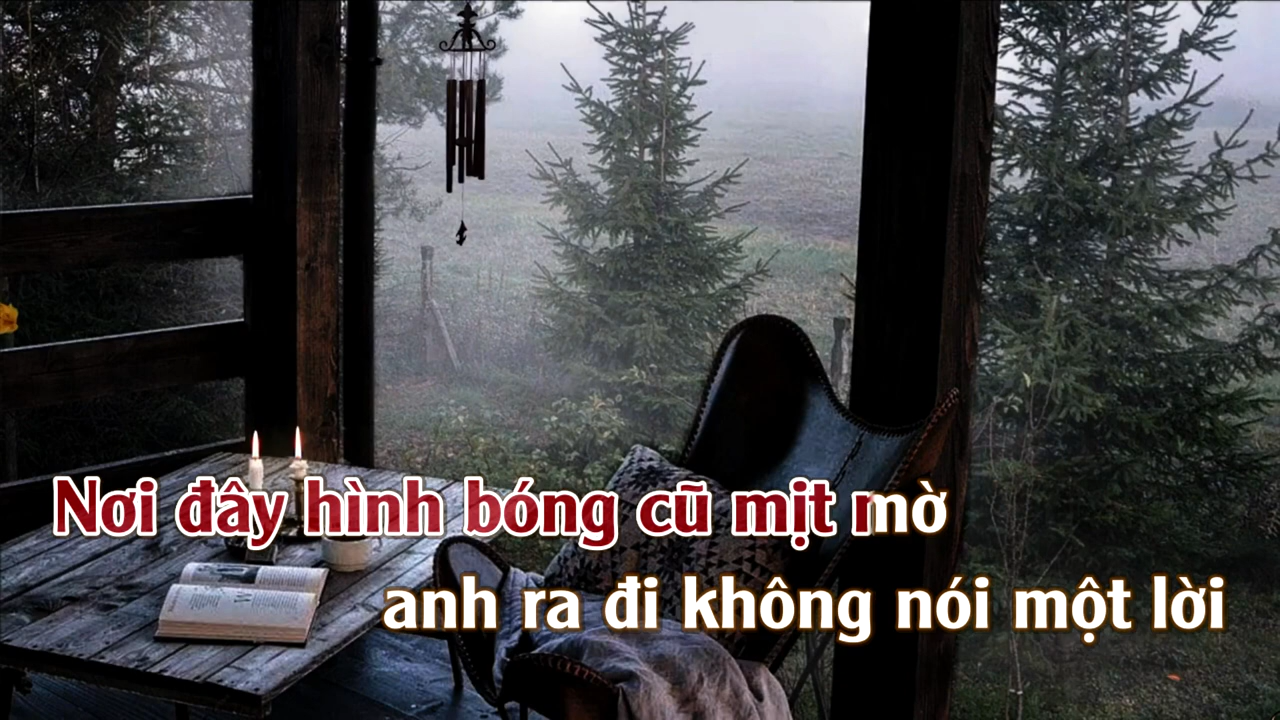 Nơi đây hình bóng cũ mịt mờ
anh ra đi không nói một lời